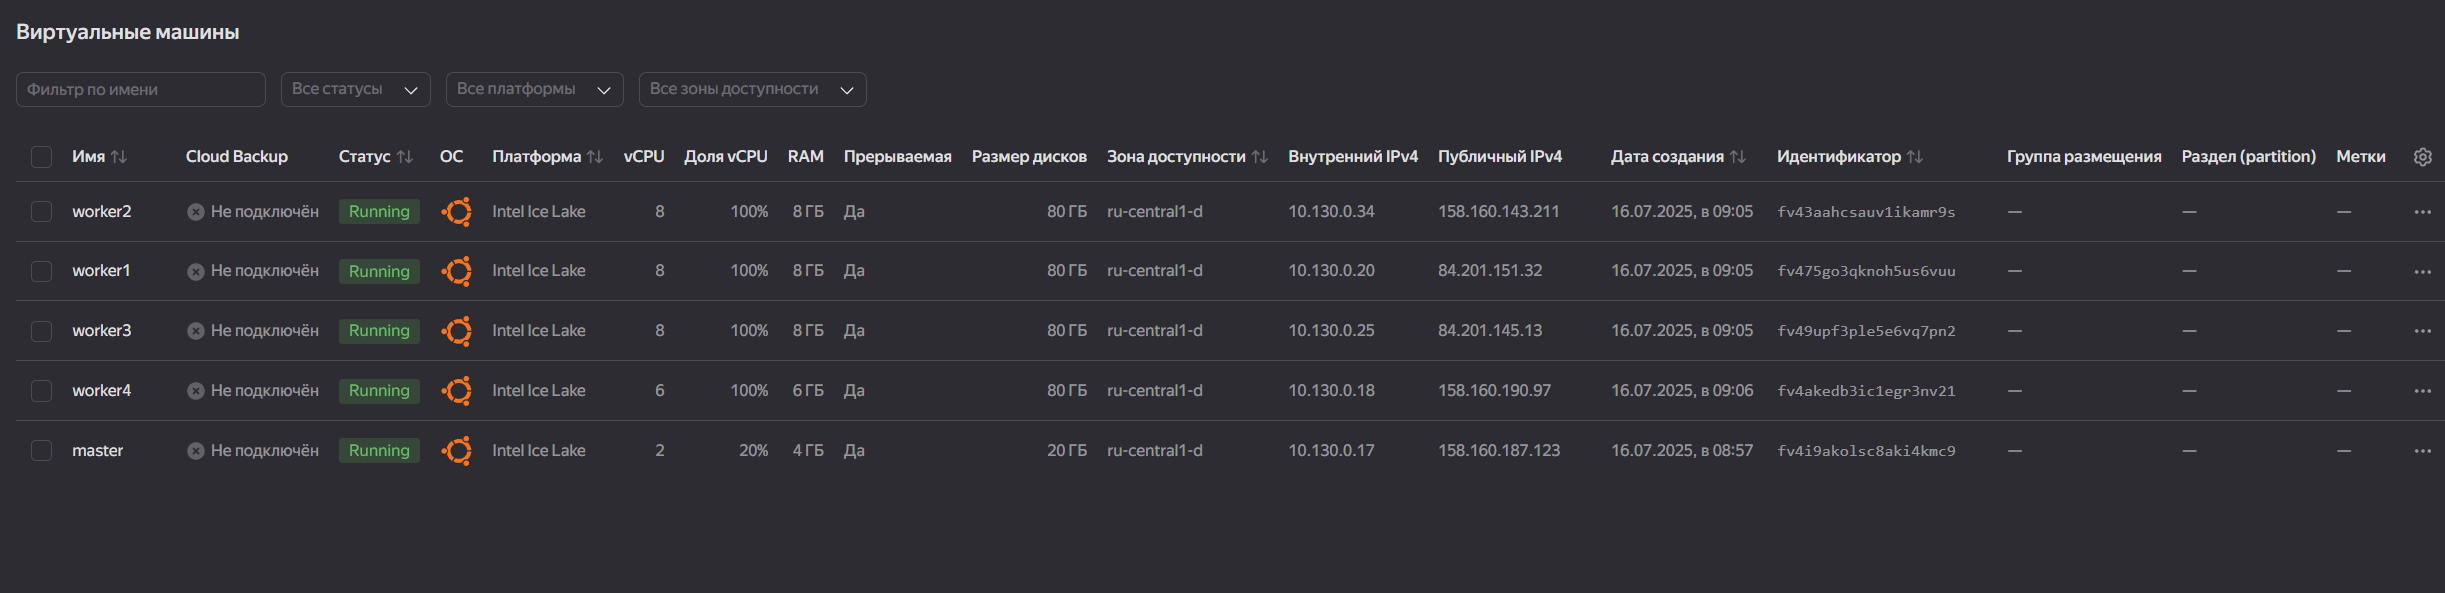 Виртуальные машины
Фильтр по имени Все статусы Все платформы Все зоны доступности
Имя Cloud Backup Статус ОС Платформа vCPU Доля vCPU RAM Прерываемая Размер дисков Зона доступности Внутренний IPv4 Публичный IPv4 Дата создания Идентификатор Группа размещения Раздел (partition) Метки
worker2 Не подключён Running Intel Ice Lake 8 100% 8 ГБ Да 80 ГБ ru-central1-d 10.130.0.34 158.160.143.211 16.07.2025, в 09:05 fv43aahcsauv1ikamr9s — — —
worker1 Не подключён Running Intel Ice Lake 8 100% 8 ГБ Да 80 ГБ ru-central1-d 10.130.0.20 84.201.151.32 16.07.2025, в 09:05 fv475go3qknoh5us6vuu — — —
worker3 Не подключён Running Intel Ice Lake 8 100% 8 ГБ Да 80 ГБ ru-central1-d 10.130.0.25 84.201.145.13 16.07.2025, в 09:05 fv49upf3ple5e6vq7pn2 — — —
worker4 Не подключён Running Intel Ice Lake 6 100% 6 ГБ Да 80 ГБ ru-central1-d 10.130.0.18 158.160.190.97 16.07.2025, в 09:06 fv4akedb3ic1egr3nv21 — — —
master Не подключён Running Intel Ice Lake 2 20% 4 ГБ Да 20 ГБ ru-central1-d 10.130.0.17 158.160.187.123 16.07.2025, в 08:57 fv4i9akolsc8aki4kmc9 — — —